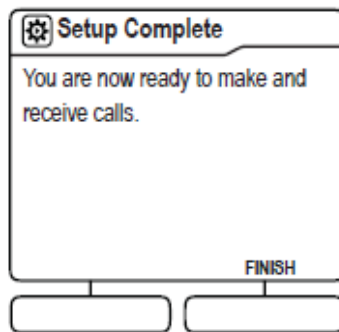 Setup Complete
You are now ready to make and
receive calls.
FINISH